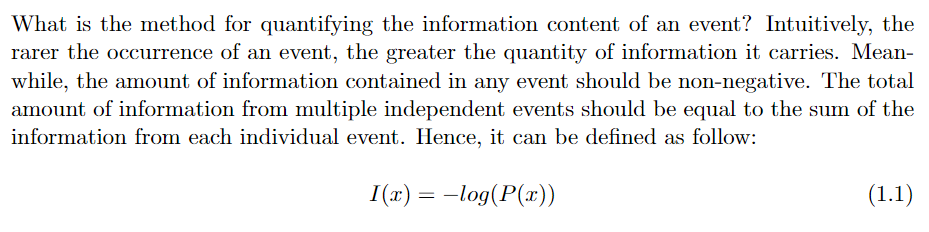 What is the method for quantifying the information content of an event? Intuitively, the
rarer the occurrence of an event, the greater the quantity of information it carries. Mean-
while, the amount of information contained in any event should be non-negative. The total
amount of information from multiple independent events should be equal to the sum of the
information from each individual event. Hence, it can be defined as follow:
I(x) = −log(P(x)) (1.1)